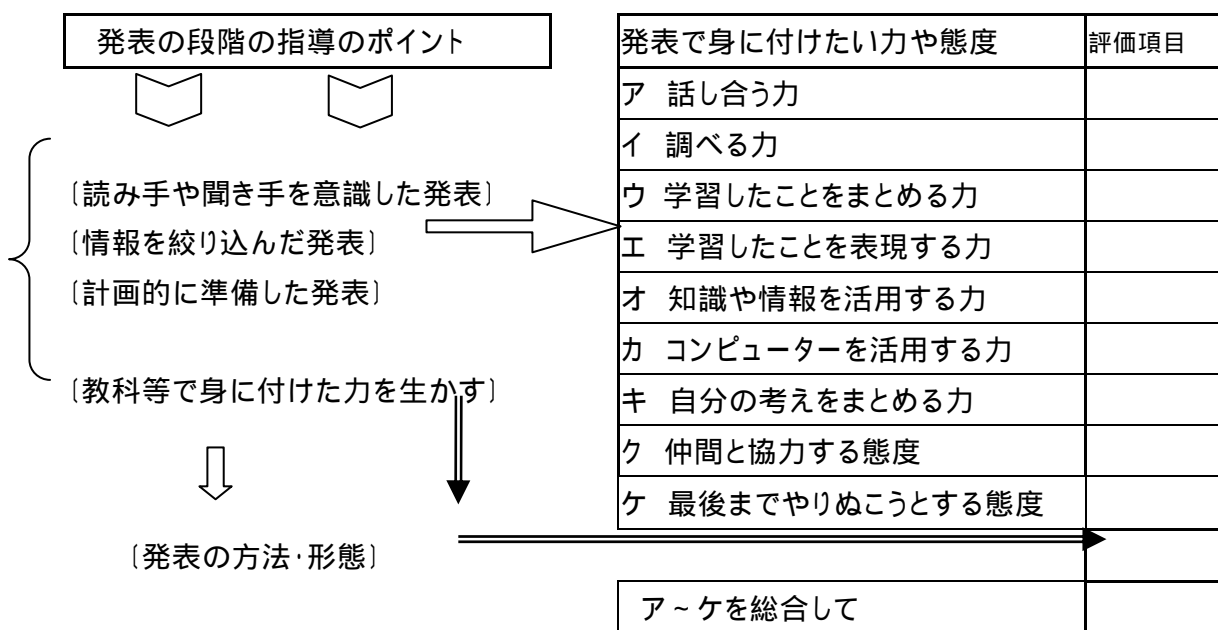 発表の段階の指導のポイント
〔読み手や聞き手を意識した発表〕
〔情報を絞り込んだ発表〕
〔計画的に準備した発表〕
〔教科等で身に付けた力を生かす〕
〔発表の方法・形態〕
発表で身に付けたい力や態度 評価項目
ア 話し合う力
イ 調べる力
ウ 学習したことをまとめる力
エ 学習したことを表現する力
オ 知識や情報を活用する力
カ コンピューターを活用する力
キ 自分の考えをまとめる力
ク 仲間と協力する態度
ケ 最後までやりぬこうとする態度
ア~ケを総合して